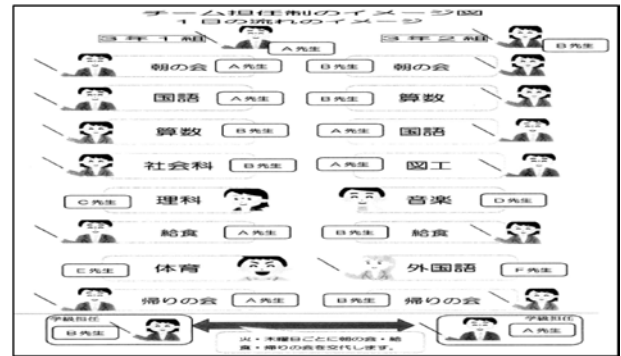 チーム担任制のイメージ図
1日の流れのイメージ
3年1組 A先生 3年2組 B先生
朝の会 A先生 B先生 朝の会
国語 A先生 B先生 算数
算数 B先生 A先生 国語
社会科 B先生 A先生 図工
C先生 理科 音楽 D先生
給食 A先生 B先生 給食
E先生 体育 外国語 F先生
帰りの会 A先生 B先生 帰りの会
学級担任 学級担任
B先生 A先生
火・木曜日ごとに朝の会・給
食・帰りの会を交代します。